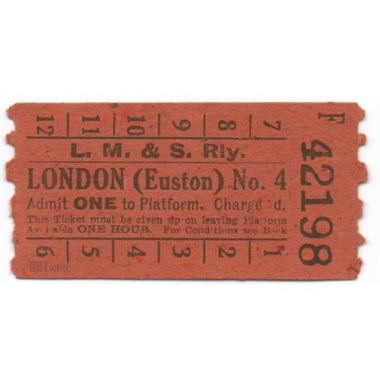 12 11 10 9 8 7
L. M. & S. Rly.
LONDON (Euston) No. 4
Admit ONE to Platform. Charge 1d.
This Ticket must be given up on leaving Platform
Available ONE HOUR. For Conditions see Back
6 5 4 3 2 1
F
42198